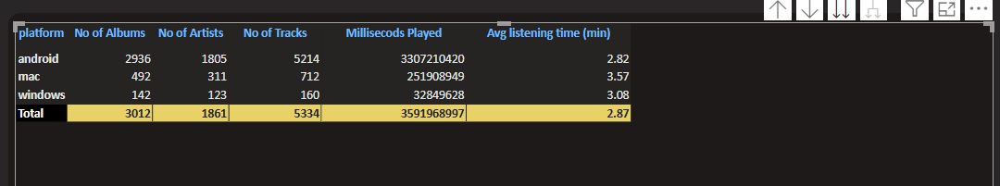 platform No of Albums No of Artists No of Tracks Millisecods Played Avg listening time (min)
android 2936 1805 5214 3307210420 2.82
mac 492 311 712 251908949 3.57
windows 142 123 160 32849628 3.08
Total 3012 1861 5334 3591968997 2.87